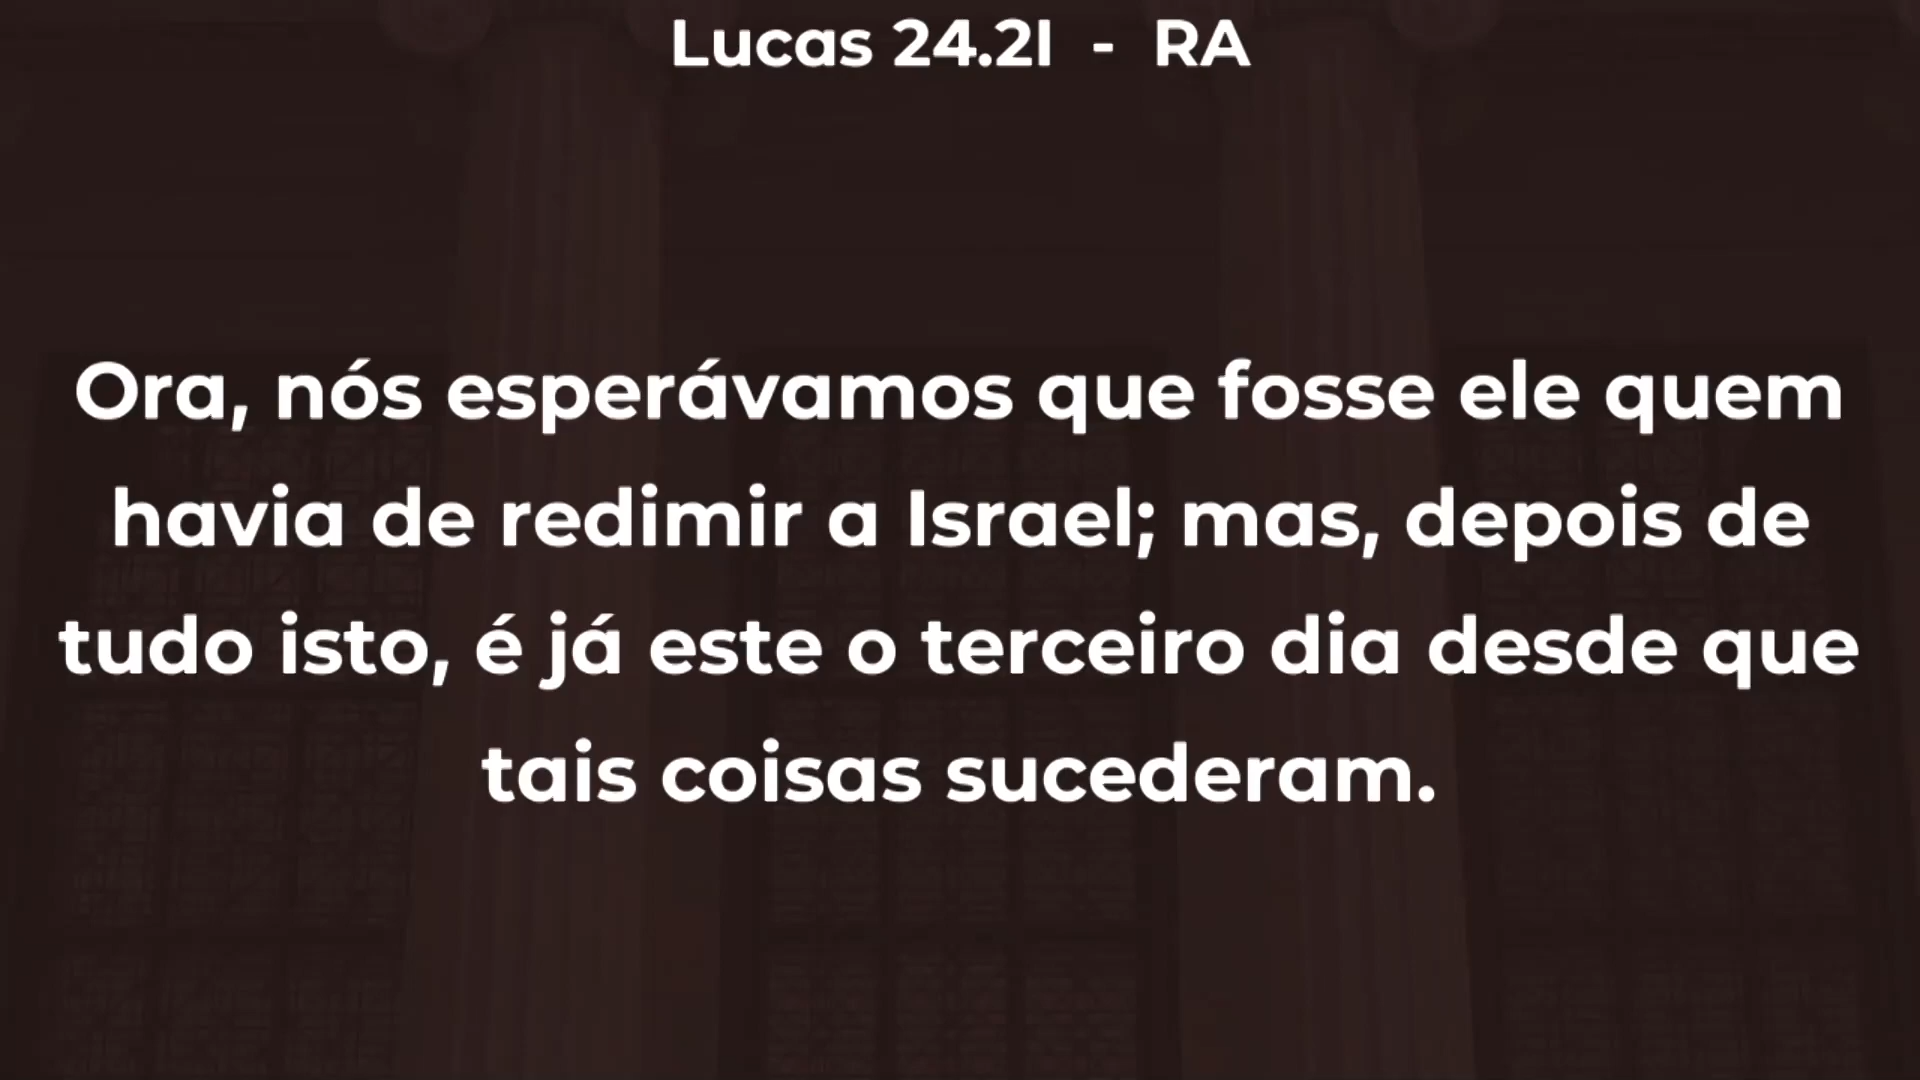 Lucas 24.21 - RA
Ora, nós esperávamos que fosse ele quem
havia de redimir a Israel; mas, depois de
tudo isto, é já este o terceiro dia desde que
tais coisas sucederam.